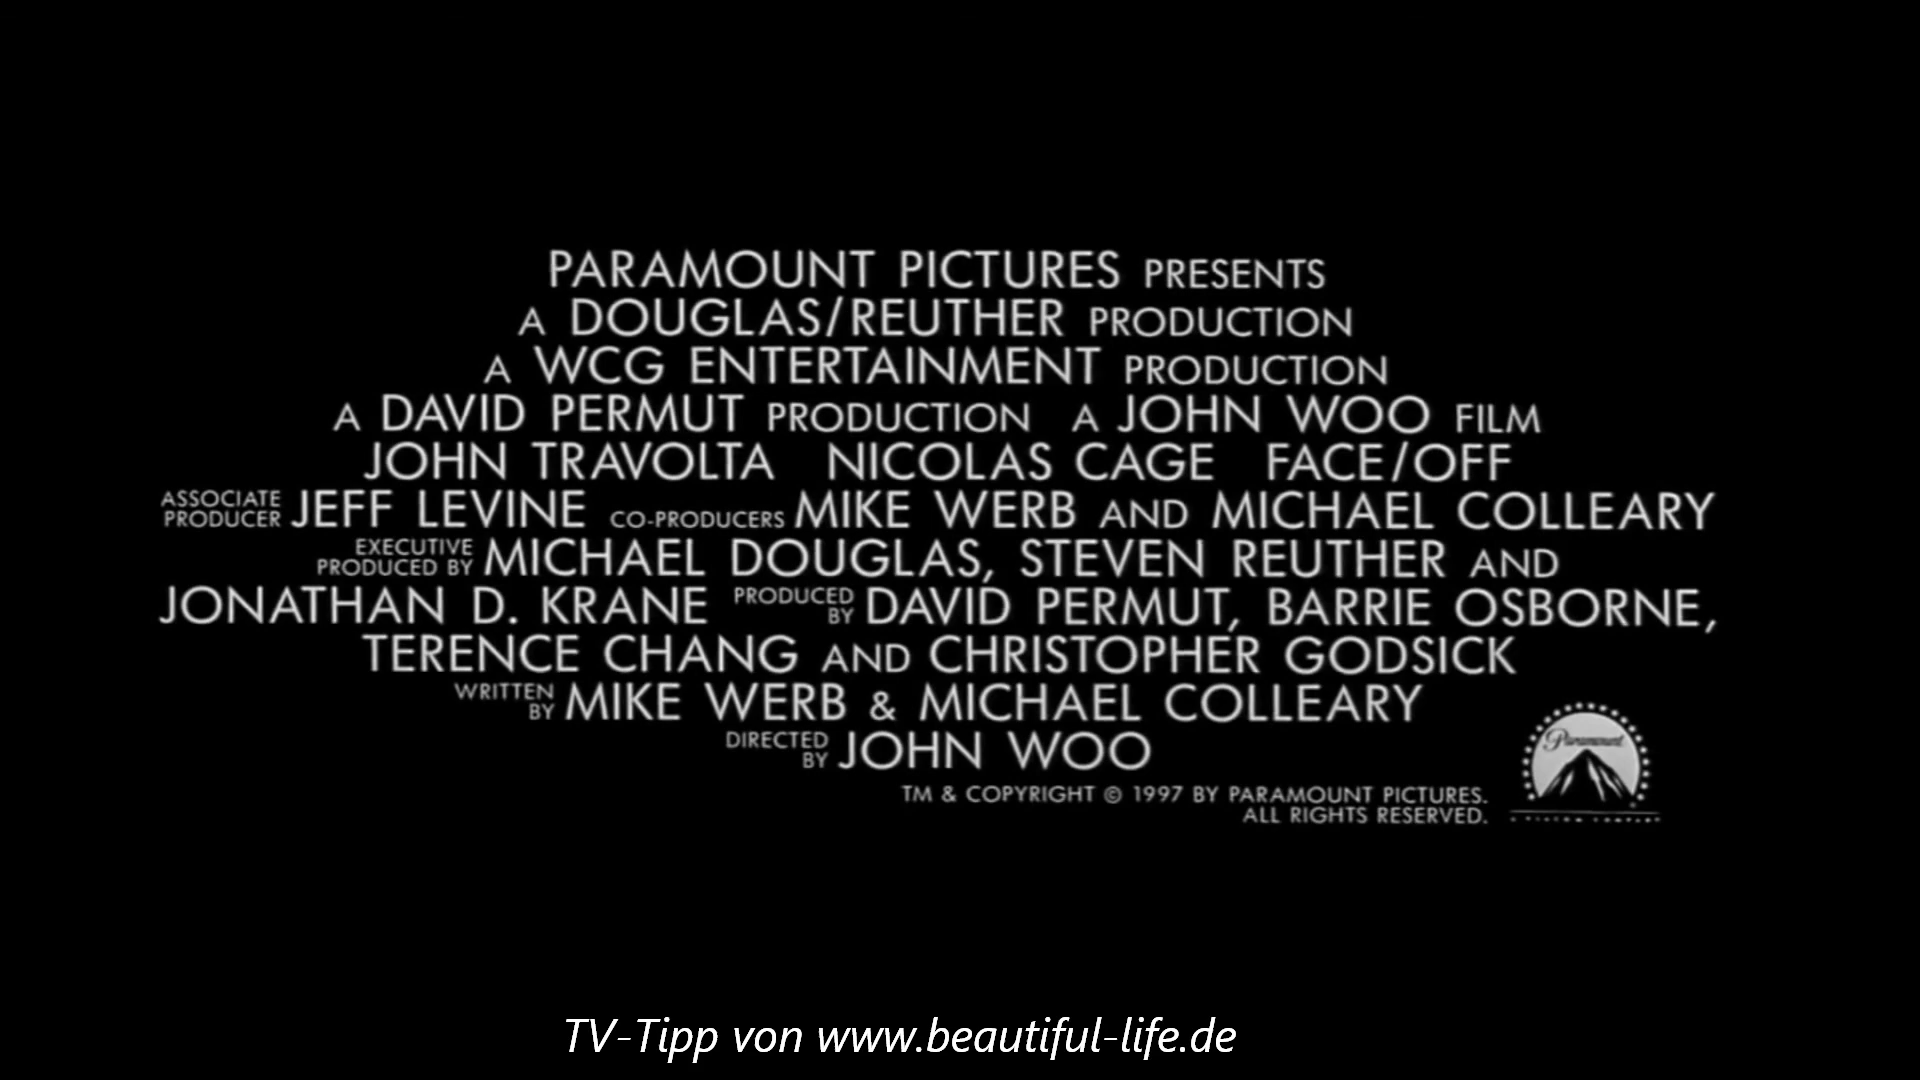 PARAMOUNT PICTURES PRESENTS
A DOUGLAS/REUTHER PRODUCTION
A WCG ENTERTAINMENT PRODUCTION
A DAVID PERMUT PRODUCTION A JOHN WOO FILM
JOHN TRAVOLTA NICOLAS CAGE FACE/OFF
ASSOCIATE PRODUCER JEFF LEVINE CO-PRODUCERS MIKE WERB AND MICHAEL COLLEARY
EXECUTIVE PRODUCED BY MICHAEL DOUGLAS, STEVEN REUTHER AND
JONATHAN D. KRANE PRODUCED BY DAVID PERMUT, BARRIE OSBORNE,
TERENCE CHANG AND CHRISTOPHER GODSICK
WRITTEN BY MIKE WERB & MICHAEL COLLEARY
DIRECTED BY JOHN WOO
Paramount
TM & COPYRIGHT © 1997 BY PARAMOUNT PICTURES.
ALL RIGHTS RESERVED.
TV-Tipp von www.beautiful-life.de